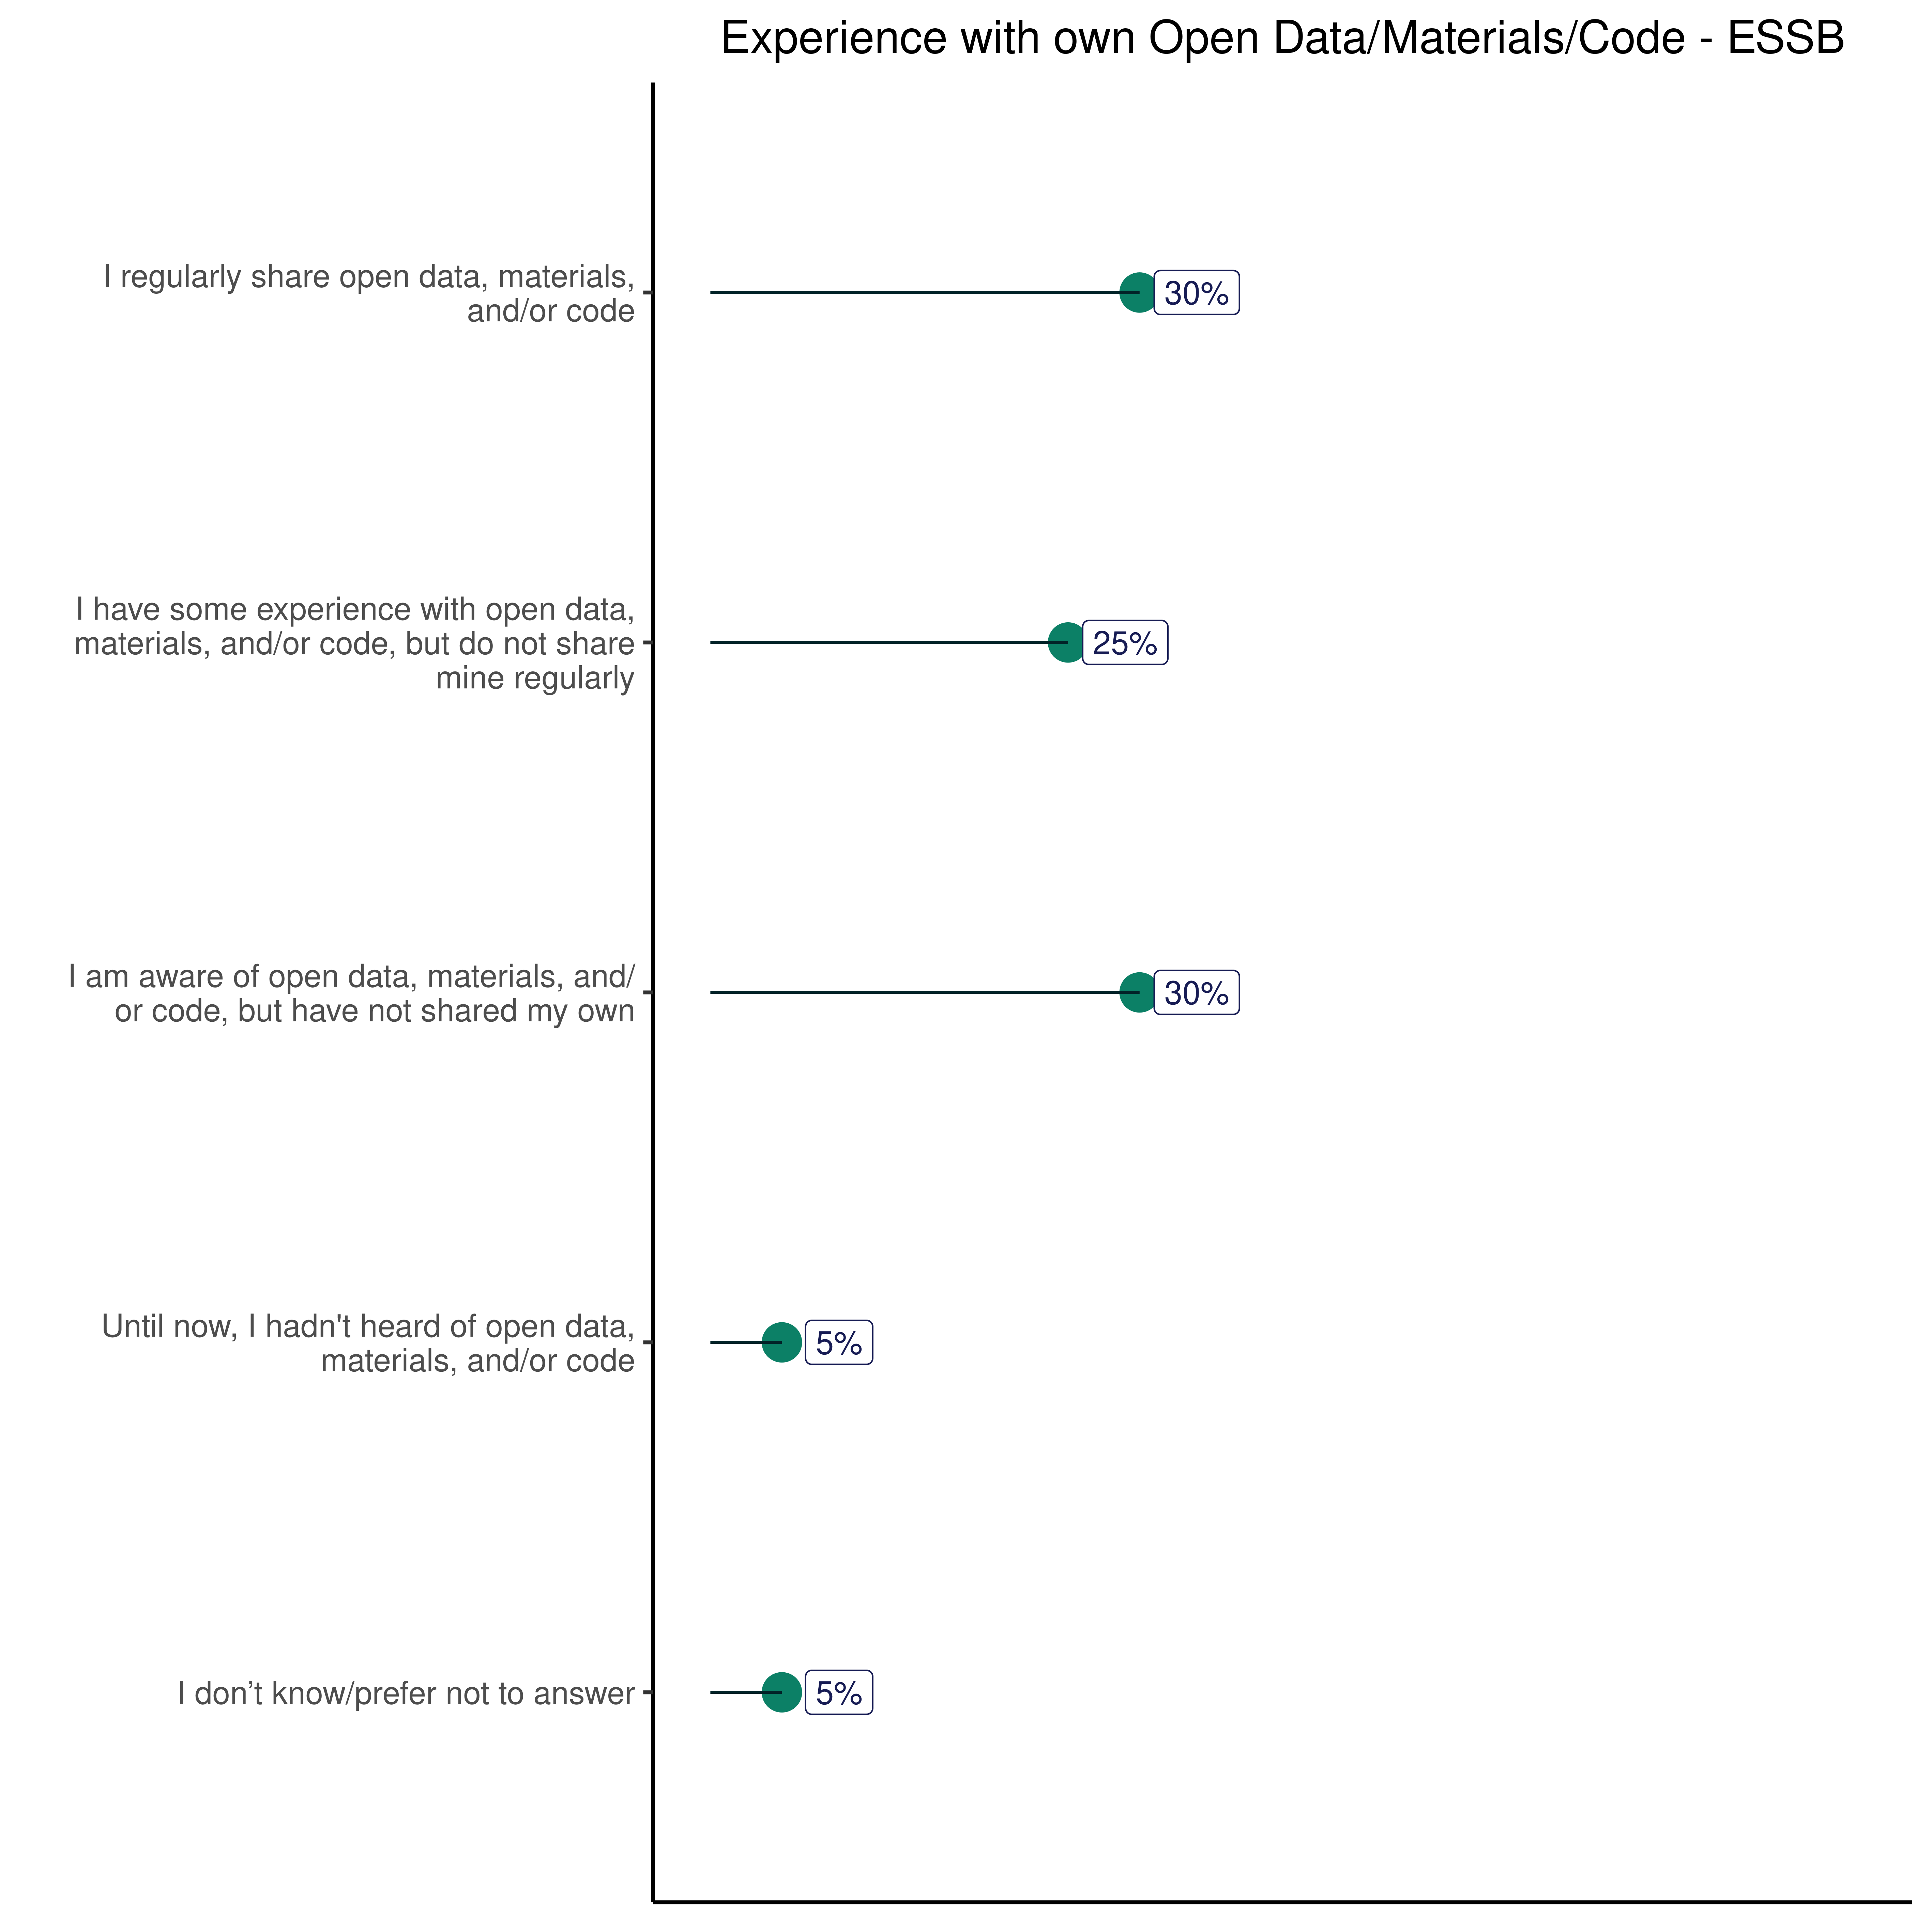 Experience with own Open Data/Materials/Code - ESSB
I regularly share open data, materials,
and/or code
30%
I have some experience with open data,
materials, and/or code, but do not share
mine regularly
25%
I am aware of open data, materials, and/
or code, but have not shared my own
30%
Until now, I hadn't heard of open data,
materials, and/or code
5%
I don’t know/prefer not to answer
5%